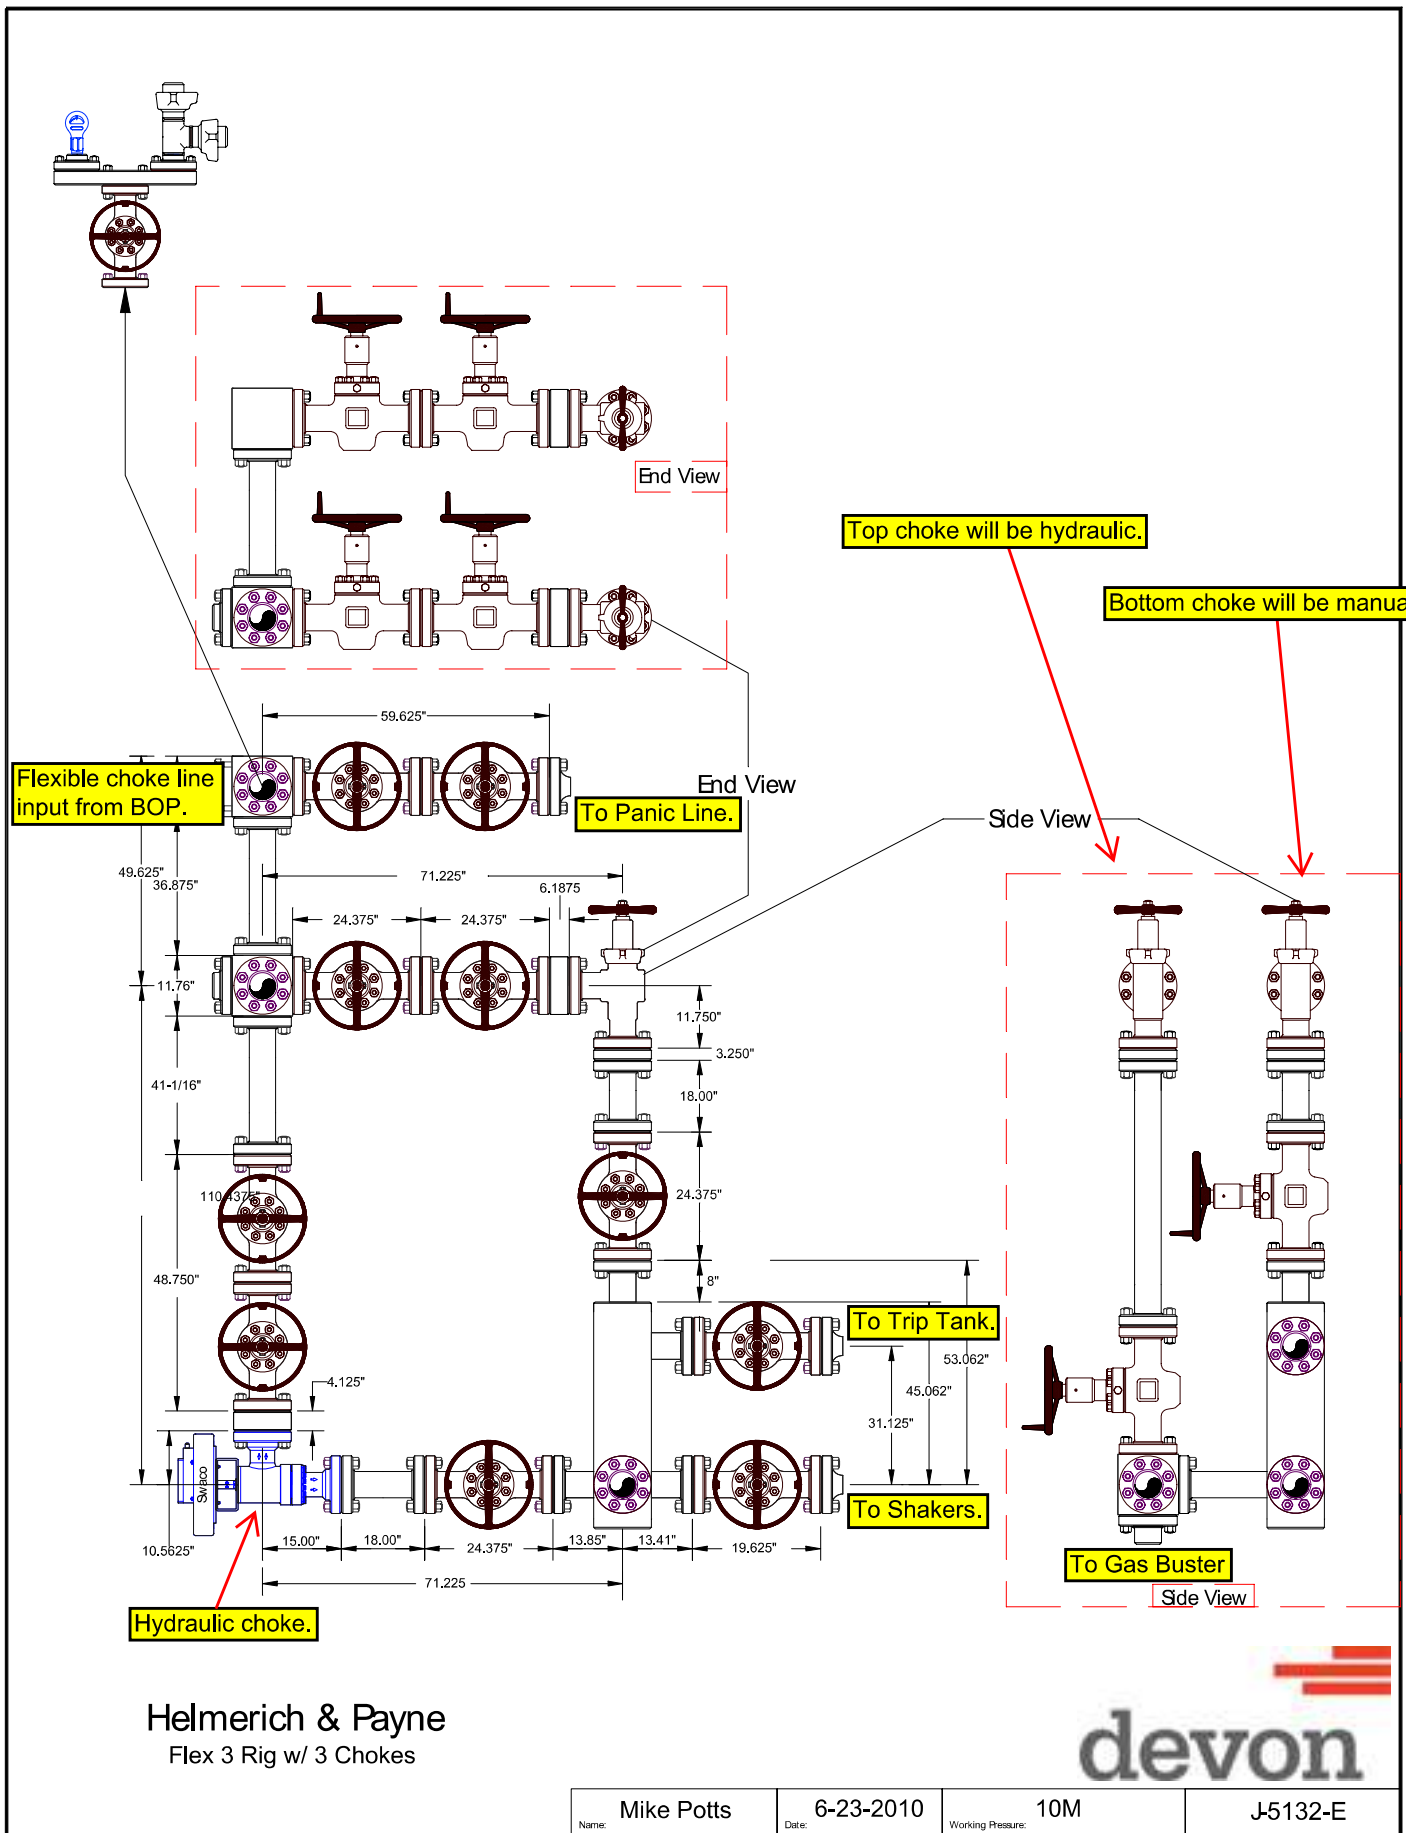 End View
Top choke will be hydraulic.
Bottom choke will be manua
59.625"
Flexible choke line
input from BOP.
End View
To Panic Line.
Side View
49.625"
36.875"
71.225"
6.1875
24.375"
24.375"
11.76"
11.750"
3.250"
41-1/16"
18.00"
110.4375"
24.375"
48.750"
8"
To Trip Tank.
53.062"
4.125"
45.062"
31.125"
Swaco
To Shakers.
10.5625"
15.00"
18.00"
24.375"
13.85"
13.41"
19.625"
To Gas Buster
71.225
Side View
Hydraulic choke.
Helmerich & Payne
Flex 3 Rig w/ 3 Chokes
devon
Name: Mike Potts
Date: 6-23-2010
Working Pressure: 10M
J-5132-E